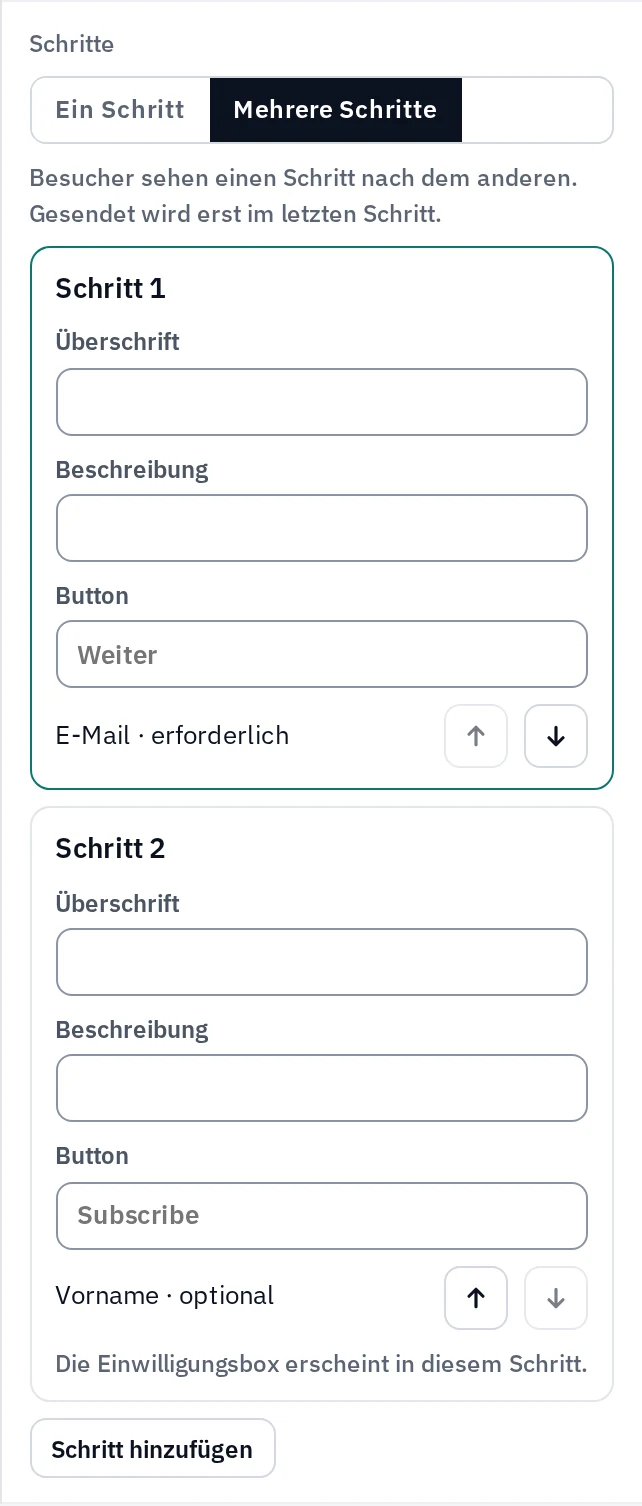 Schritte
Ein Schritt
Mehrere Schritte
Besucher sehen einen Schritt nach dem anderen.
Gesendet wird erst im letzten Schritt.
Schritt 1
Überschrift
Beschreibung
Button
Weiter
E-Mail · erforderlich
Schritt 2
Überschrift
Beschreibung
Button
Subscribe
Vorname · optional
Die Einwilligungsbox erscheint in diesem Schritt.
Schritt hinzufügen